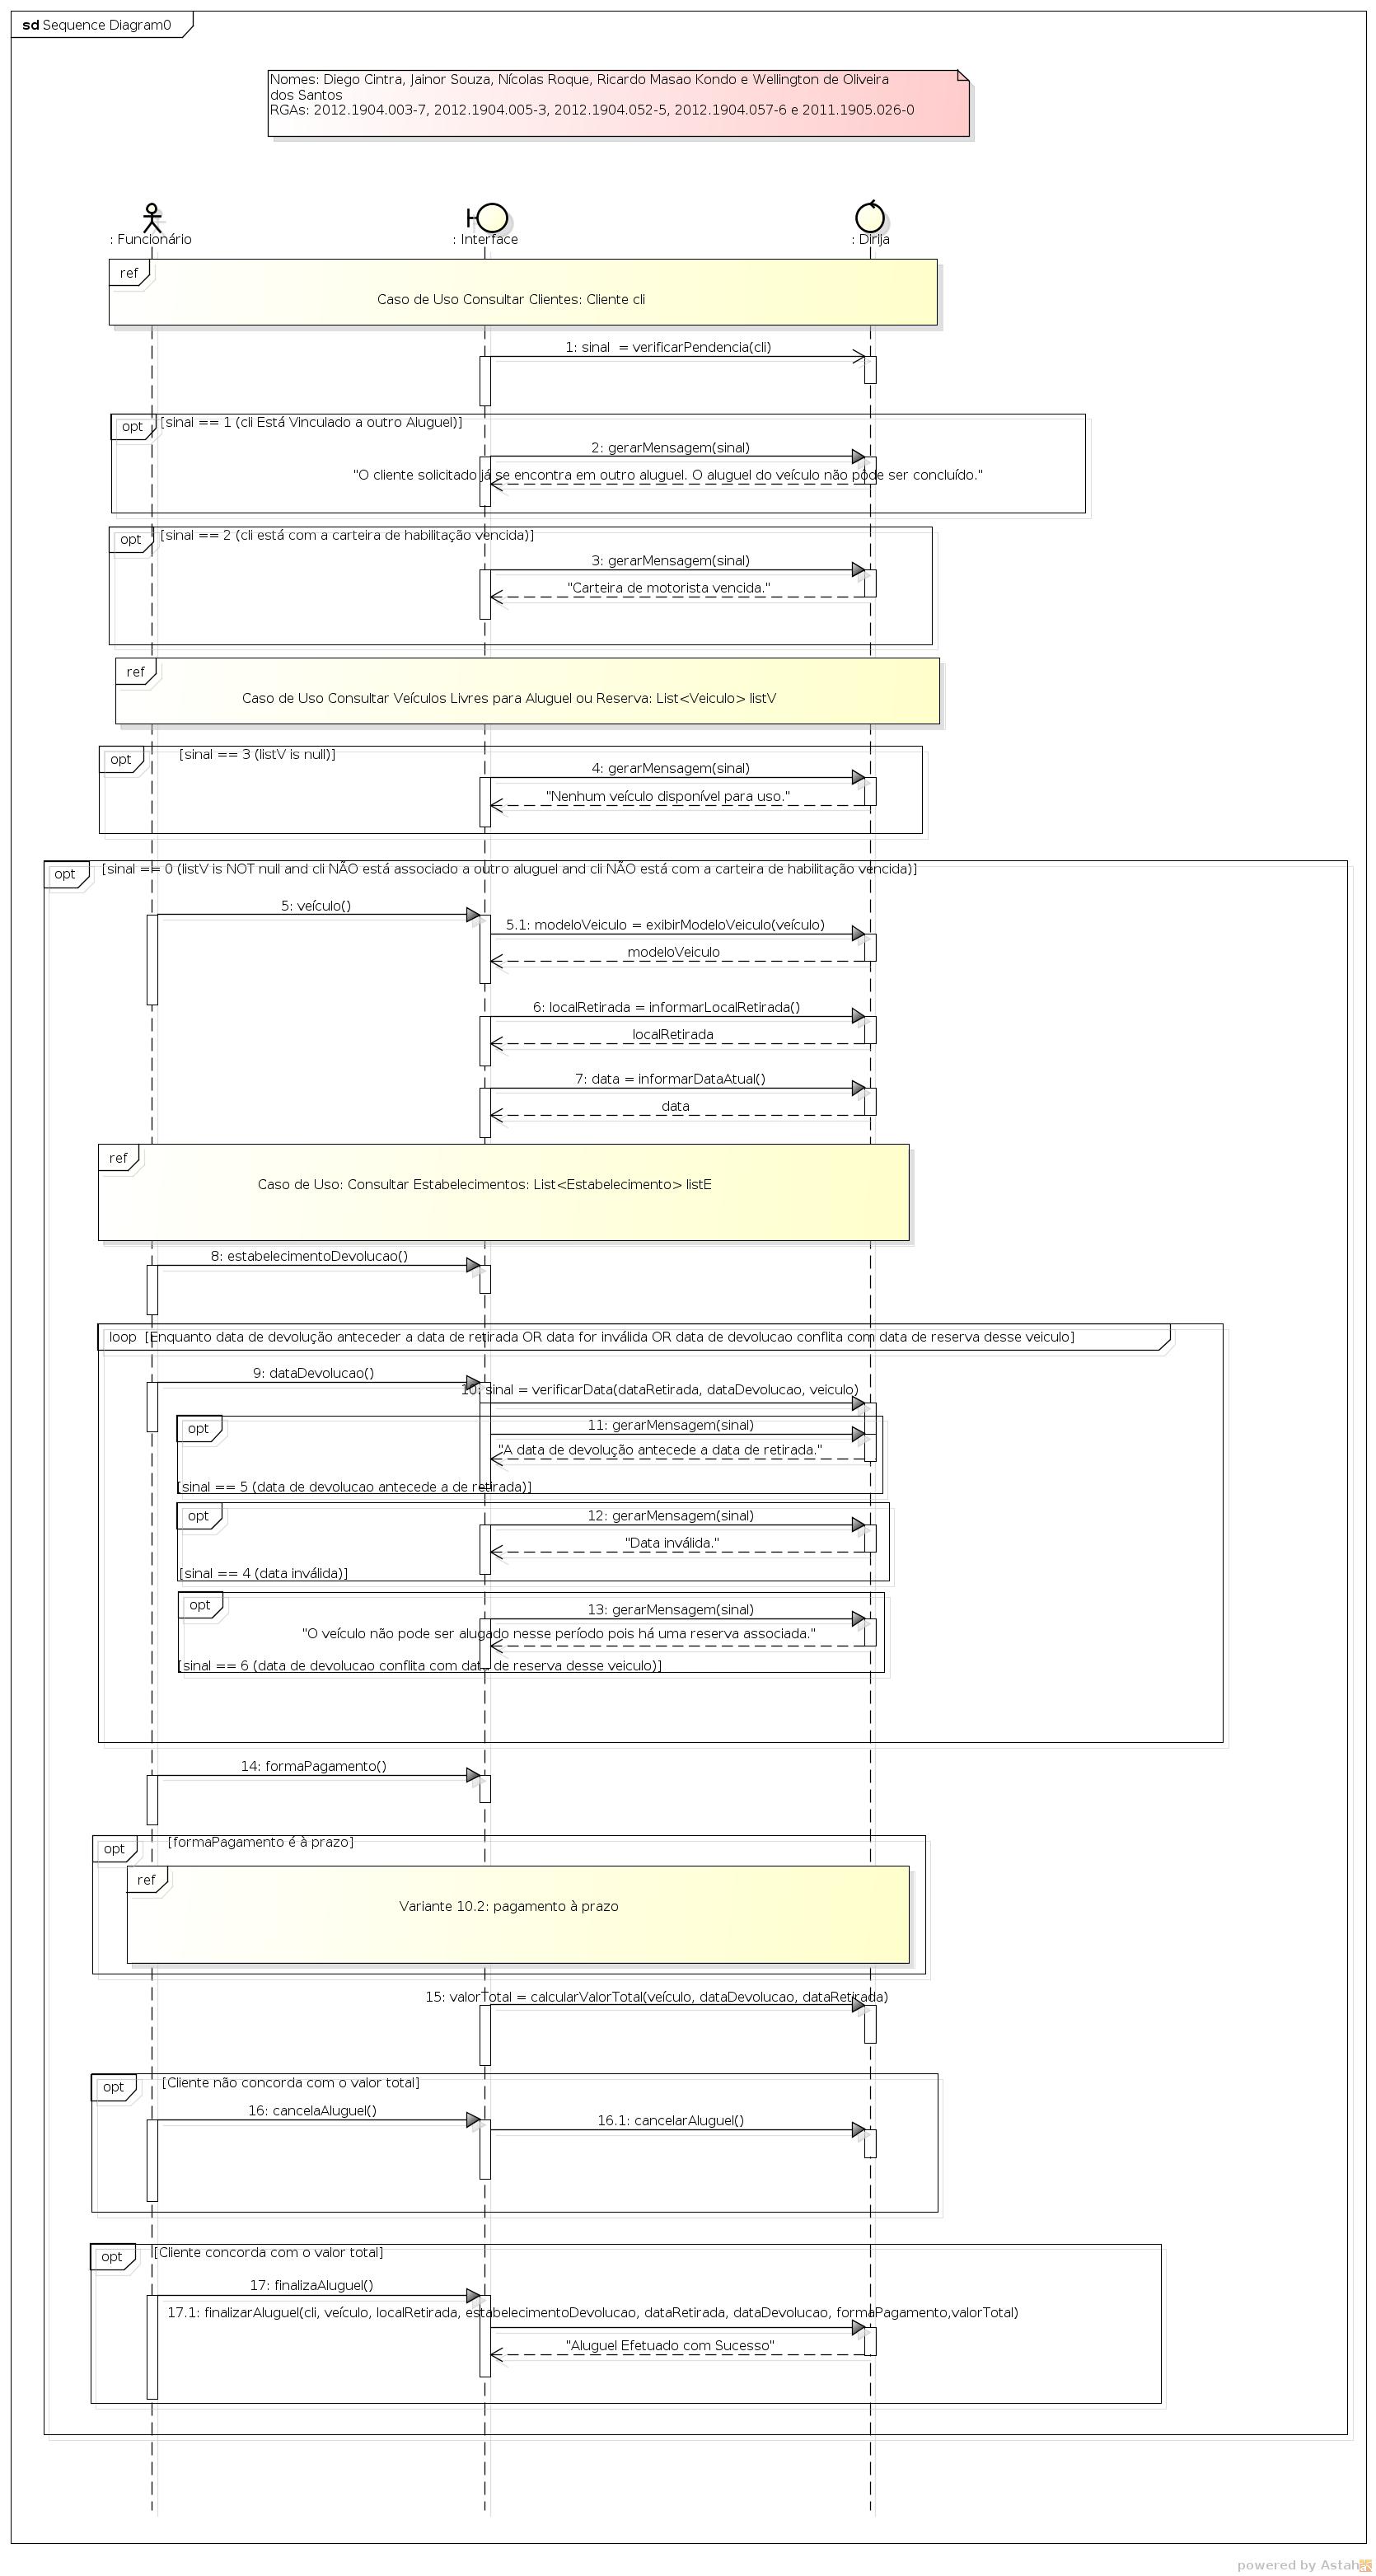 sd Sequence Diagram0
Nomes: Diego Cintra, Jainor Souza, Nícolas Roque, Ricardo Masao Kondo e Wellington de Oliveira
dos Santos
RGAs: 2012.1904.003-7, 2012.1904.005-3, 2012.1904.052-5, 2012.1904.057-6 e 2011.1905.026-0
: Funcionário
: Interface
: Dirija
ref
Caso de Uso Consultar Clientes: Cliente cli
1: sinal  = verificarPendencia(cli)
opt
[sinal == 1 (cli Está Vinculado a outro Aluguel)]
2: gerarMensagem(sinal)
"O cliente solicitado já se encontra em outro aluguel. O aluguel do veículo não pôde ser concluído."
opt
[sinal == 2 (cli está com a carteira de habilitação vencida)]
3: gerarMensagem(sinal)
"Carteira de motorista vencida."
ref
Caso de Uso Consultar Veículos Livres para Aluguel ou Reserva: List<Veiculo> listV
opt
[sinal == 3 (listV is null)]
4: gerarMensagem(sinal)
"Nenhum veículo disponível para uso."
opt
[sinal == 0 (listV is NOT null and cli NÃO está associado a outro aluguel and cli NÃO está com a carteira de habilitação vencida)]
5: veículo()
5.1: modeloVeiculo = exibirModeloVeiculo(veículo)
modeloVeiculo
6: localRetirada = informarLocalRetirada()
localRetirada
7: data = informarDataAtual()
data
ref
Caso de Uso: Consultar Estabelecimentos: List<Estabelecimento> listE
8: estabelecimentoDevolucao()
loop  [Enquanto data de devolução anteceder a data de retirada OR data for inválida OR data de devolucao conflita com data de reserva desse veiculo]
9: dataDevolucao()
10: sinal = verificarData(dataRetirada, dataDevolucao, veiculo)
opt
11: gerarMensagem(sinal)
"A data de devolução antecede a data de retirada."
[sinal == 5 (data de devolucao antecede a de retirada)]
opt
12: gerarMensagem(sinal)
"Data inválida."
[sinal == 4 (data inválida)]
opt
13: gerarMensagem(sinal)
"O veículo não pode ser alugado nesse período pois há uma reserva associada."
[sinal == 6 (data de devolucao conflita com data de reserva desse veiculo)]
14: formaPagamento()
opt
[formaPagamento é à prazo]
ref
Variante 10.2: pagamento à prazo
15: valorTotal = calcularValorTotal(veículo, dataDevolucao, dataRetirada)
opt
[Cliente não concorda com o valor total]
16: cancelaAluguel()
16.1: cancelarAluguel()
opt
[Cliente concorda com o valor total]
17: finalizaAluguel()
17.1: finalizarAluguel(cli, veículo, localRetirada, estabelecimentoDevolucao, dataRetirada, dataDevolucao, formaPagamento,valorTotal)
"Aluguel Efetuado com Sucesso"
powered by Astah